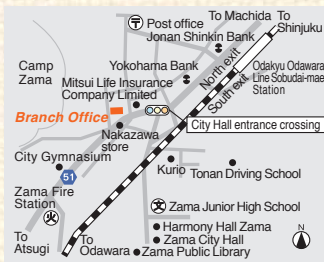 To Machida
To
Shinjuku
Post office
Jonan Shinkin Bank
Camp
Zama
Yokohama Bank
North exit
South exit
Odakyu Odawara
Line Sobudai-mae
Station
Mitsui Life Insurance
Company Limited
Branch Office
City Hall entrance crossing
Nakazawa
store
City Gymnasium
51
Kurip
Tonan Driving School
Zama Fire
Station
火
文
Zama Junior High School
To
Atsugi
To
Odawara
Harmony Hall Zama
Zama City Hall
Zama Public Library
N